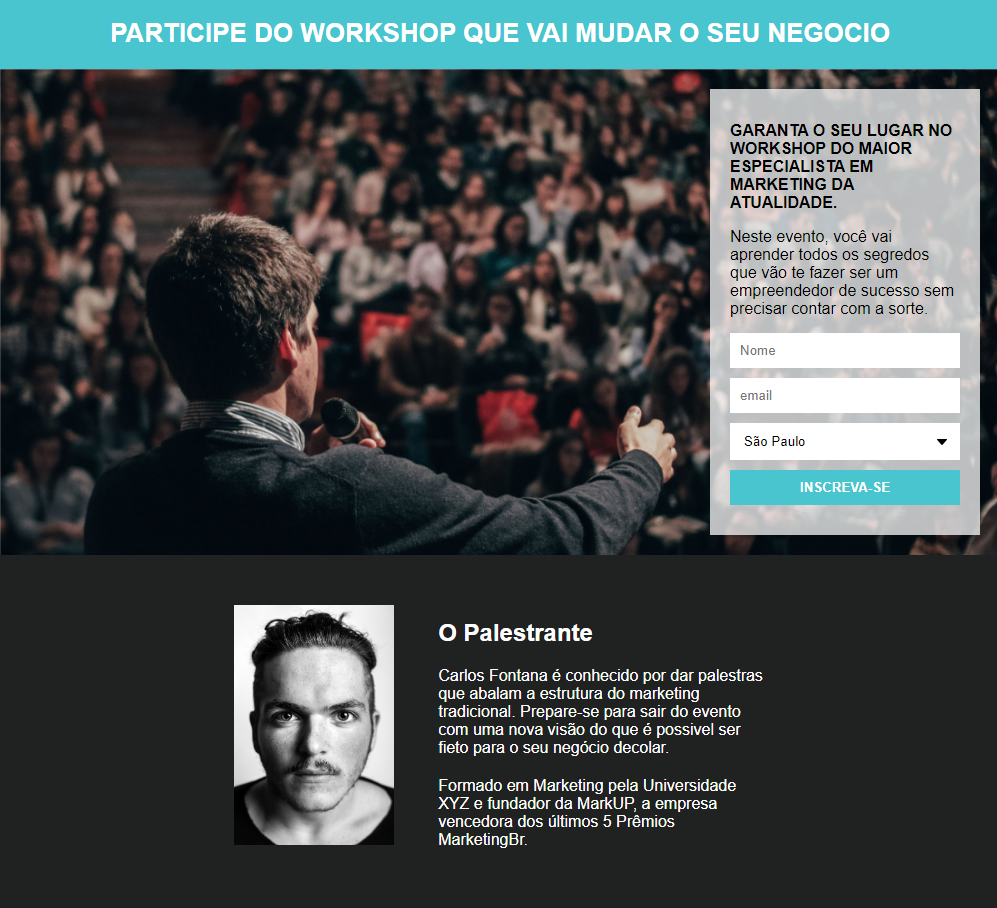 PARTICIPE DO WORKSHOP QUE VAI MUDAR O SEU NEGOCIO
GARANTA O SEU LUGAR NO
WORKSHOP DO MAIOR
ESPECIALISTA EM
MARKETING DA
ATUALIDADE.
Neste evento, você vai
aprender todos os segredos
que vão te fazer ser um
empreendedor de sucesso sem
precisar contar com a sorte.
Nome
email
São Paulo
INSCREVA-SE
O Palestrante
Carlos Fontana é conhecido por dar palestras
que abalam a estrutura do marketing
tradicional. Prepare-se para sair do evento
com uma nova visão do que é possivel ser
fieto para o seu negócio decolar.
Formado em Marketing pela Universidade
XYZ e fundador da MarkUP, a empresa
vencedora dos últimos 5 Prêmios
MarketingBr.